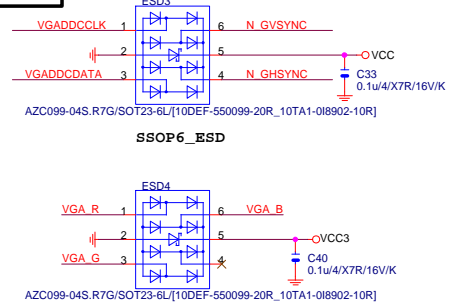 ESD3
VGADDCCLK 1 6 N_GVSYNC
2 5 VCC
VGADDCDATA 3 4 N_GHSYNC
C33
0.1u/4/X7R/16V/K
AZC099-04S.R7G/SOT23-6L/[10DEF-550099-20R_10TA1-0I8902-10R]
SSOP6_ESD
ESD4
VGA_R 1 6 VGA_B
2 5 VCC3
VGA_G 3 4
C40
0.1u/4/X7R/16V/K
AZC099-04S.R7G/SOT23-6L/[10DEF-550099-20R_10TA1-0I8902-10R]